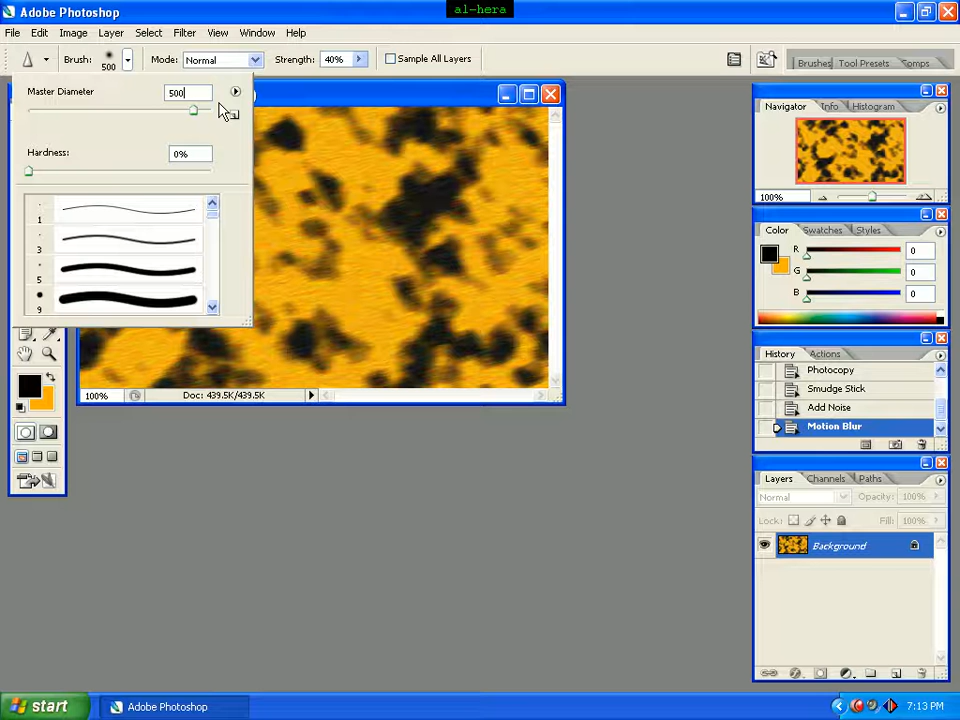 al-hera
Adobe Photoshop
File Edit Image Layer Select Filter View Window Help
Brush: 500 Mode: Normal Strength: 40% Sample All Layers Brushes Tool Presets Comps
Master Diameter 500
Hardness: 0%
1
3
5
9
100% Doc: 439.5K/439.5K
Navigator Info Histogram
100%
Color Swatches Styles
R 0
G 0
B 0
History Actions
Photocopy
Smudge Stick
Add Noise
Motion Blur
Layers Channels Paths
Normal Opacity: 100%
Lock: Fill: 100%
Background
start Adobe Photoshop 7:13 PM